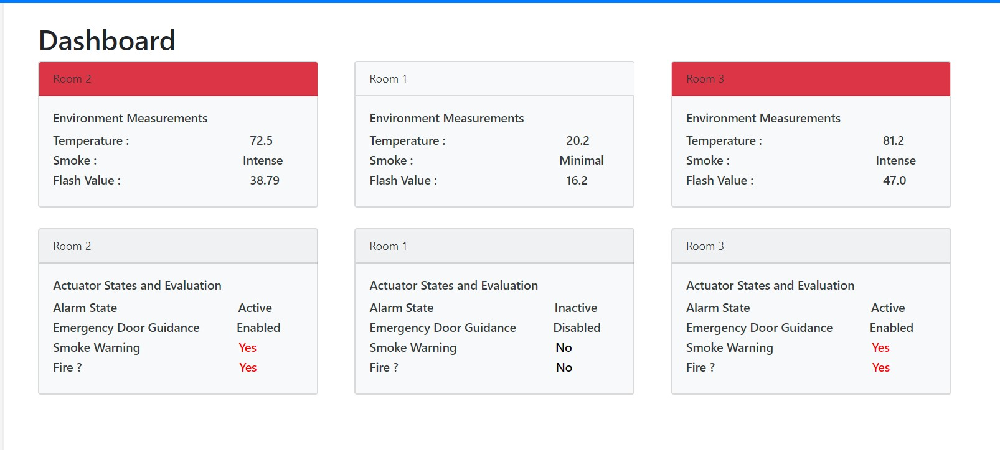 Dashboard
Room 2
Environment Measurements
Temperature : 72.5
Smoke : Intense
Flash Value : 38.79
Room 1
Environment Measurements
Temperature : 20.2
Smoke : Minimal
Flash Value : 16.2
Room 3
Environment Measurements
Temperature : 81.2
Smoke : Intense
Flash Value : 47.0
Room 2
Actuator States and Evaluation
Alarm State Active
Emergency Door Guidance Enabled
Smoke Warning Yes
Fire ? Yes
Room 1
Actuator States and Evaluation
Alarm State Inactive
Emergency Door Guidance Disabled
Smoke Warning No
Fire ? No
Room 3
Actuator States and Evaluation
Alarm State Active
Emergency Door Guidance Enabled
Smoke Warning Yes
Fire ? Yes